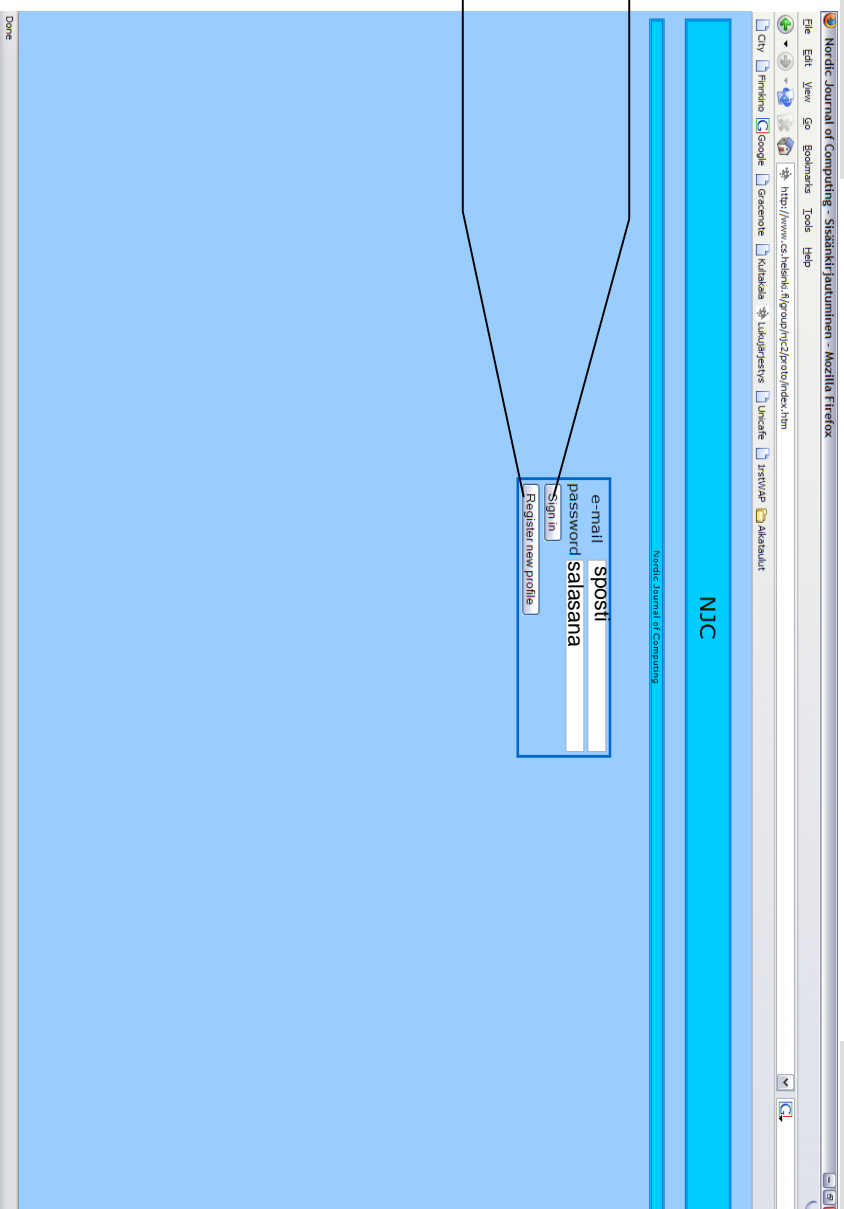 Nordic Journal of Computing - Sisäänkirjautuminen - Mozilla Firefox
File Edit View Go Bookmarks Tools Help
http://www.cs.helsinki.fi/group/njc2/proto/index.htm
City Finnkino Google Gracenote Kultakala Lukujärjestys Unicafe 1rstWAP Aikataulut
NJC
Nordic Journal of Computing
e-mail sposti
password salasana
Sign in
Register new profile
Done